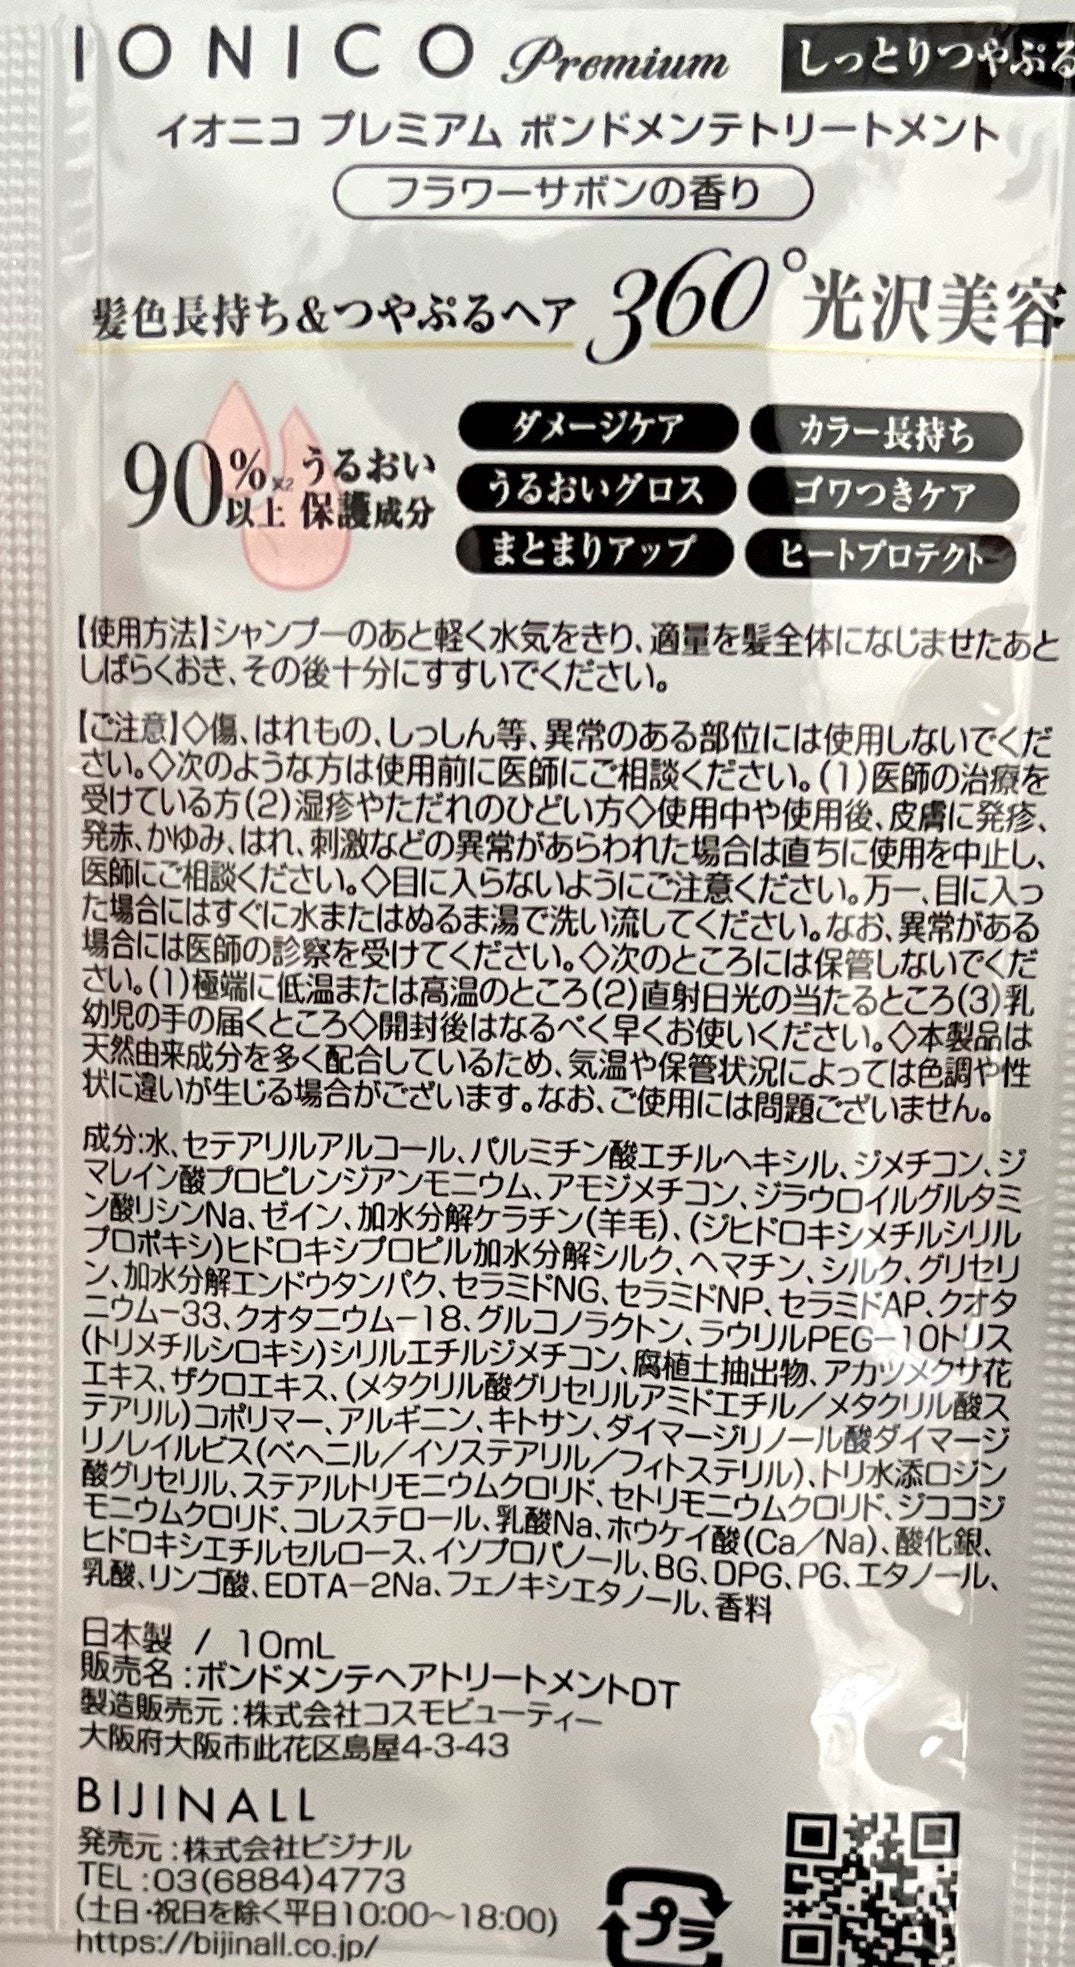 IONICO Premium しっとりつやぷる
イオニコ プレミアム ボンドメンテトリートメント
フラワーサボンの香り
髪色長持ち&つやぷるヘア 360°光沢美容
90%以上※2 うるおい保護成分
ダメージケア カラー長持ち
うるおいグロス ゴワつきケア
まとまりアップ ヒートプロテクト
【使用方法】シャンプーのあと軽く水気をきり、適量を髪全体になじませたあと
しばらくおき、その後十分にすすいでください。
【ご注意】◇傷、はれもの、しっしん等、異常のある部位には使用しないでくだ
さい。◇次のような方は使用前に医師にご相談ください。(1)医師の治療を
受けている方(2)湿疹やただれのひどい方◇使用中や使用後、皮膚に発疹、
発赤、かゆみ、はれ、刺激などの異常があらわれた場合は直ちに使用を中止し、
医師にご相談ください。◇目に入らないようにご注意ください。万一、目に入っ
た場合にはすぐに水またはぬるま湯で洗い流してください。なお、異常がある
場合には医師の診察を受けてください。◇次のところには保管しないでくだ
さい。(1)極端に低温または高温のところ(2)直射日光の当たるところ(3)乳
幼児の手の届くところ◇開封後はなるべく早くお使いください。◇本製品は
天然由来成分を多く配合しているため、気温や保管状況によっては色調や性
状に違いが生じる場合がございます。なお、ご使用には問題ございません。
成分:水、セテアリルアルコール、パルミチン酸エチルヘキシル、ジメチコン、ジ
マレイン酸プロピレンジアンモニウム、アモジメチコン、ジラウロイルグルタミ
ン酸リシンNa、ゼイン、加水分解ケラチン(羊毛)、(ジヒドロキシメチルシリル
プロポキシ)ヒドロキシプロピル加水分解シルク、ヘマチン、シルク、グリセリ
ン、加水分解エンドウタンパク、セラミドNG、セラミドNP、セラミドAP、クオタ
ニウム-33、クオタニウム-18、グルコノラクトン、ラウリルPEG-10トリス
(トリメチルシロキシ)シリルエチルジメチコン、腐植土抽出物、アカツメクサ花
エキス、ザクロエキス、(メタクリル酸グリセリルアミドエチル/メタクリル酸ス
テアリル)コポリマー、アルギニン、キトサン、ダイマージリノール酸ダイマージ
リノレイルビス(ベヘニル/イソステアリル/フィトステリル)、トリ水添ロジン
酸グリセリル、ステアルトリモニウムクロリド、セトリモニウムクロリド、ジココジ
モニウムクロリド、コレステロール、乳酸Na、ホウケイ酸(Ca/Na)、酸化銀、
ヒドロキシエチルセルロース、イソプロパノール、BG、DPG、PG、エタノール、
乳酸、リンゴ酸、EDTA-2Na、フェノキシエタノール、香料
日本製 / 10mL
販売名:ボンドメンテヘアトリートメントDT
製造販売元:株式会社コスモビューティー
大阪府大阪市此花区島屋4-3-43
BIJINALL
発売元:株式会社ビジナル
TEL:03(6884)4773
(土日・祝日を除く平日10:00〜18:00)
https://bijinall.co.jp/
プラ